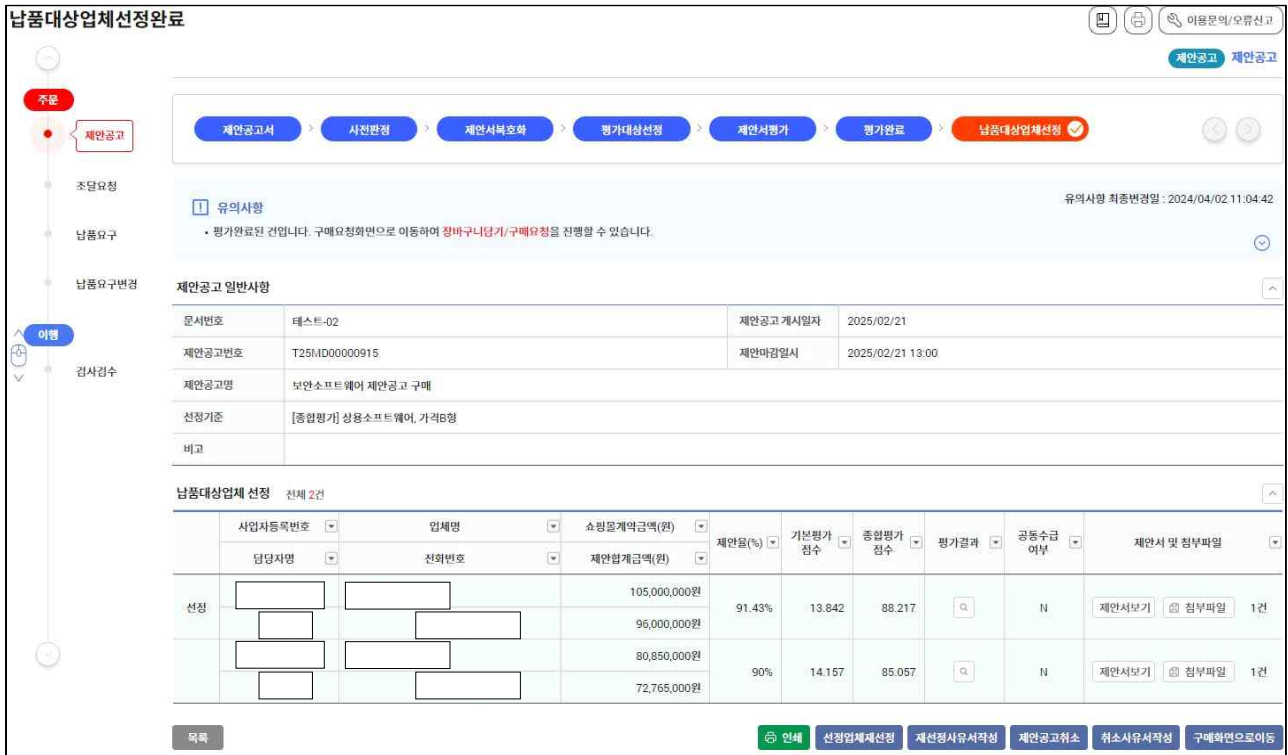 납품대상업체선정완료
이용문의/오류신고
제안공고 제안공고
주문
제안공고
조달요청
납품요구
납품요구변경
이행
검사검수
제안공고서 > 사전판정 > 제안서복호화 > 평가대상선정 > 제안서평가 > 평가완료 > 납품대상업체선정
유의사항
유의사항 최종변경일 : 2024/04/02 11:04:42
• 평가완료된 건입니다. 구매요청화면으로 이동하여 장바구니담기/구매요청을 진행할 수 있습니다.
제안공고 일반사항
문서번호 테스트-02 제안공고 게시일자 2025/02/21
제안공고번호 T25MD00000915 제안마감일시 2025/02/21 13:00
제안공고명 보안소프트웨어 제안공고 구매
선정기준 [종합평가] 상용소프트웨어, 가격B형
비고
납품대상업체 선정 전체 2건
사업자등록번호 업체명 쇼핑몰계약금액(원)
담당자명 전화번호 제안합계금액(원)
제안율(%) 기본평가 점수 종합평가 점수 평가결과 공동수급 여부 제안서 및 첨부파일
선정 105,000,000원 96,000,000원 91.43% 13.842 88.217 N 제안서보기 첨부파일 1건
80,850,000원 72,765,000원 90% 14.157 85.057 N 제안서보기 첨부파일 1건
목록 인쇄 선정업체재선정 재선정사유서작성 제안공고취소 취소사유서작성 구매화면으로이동